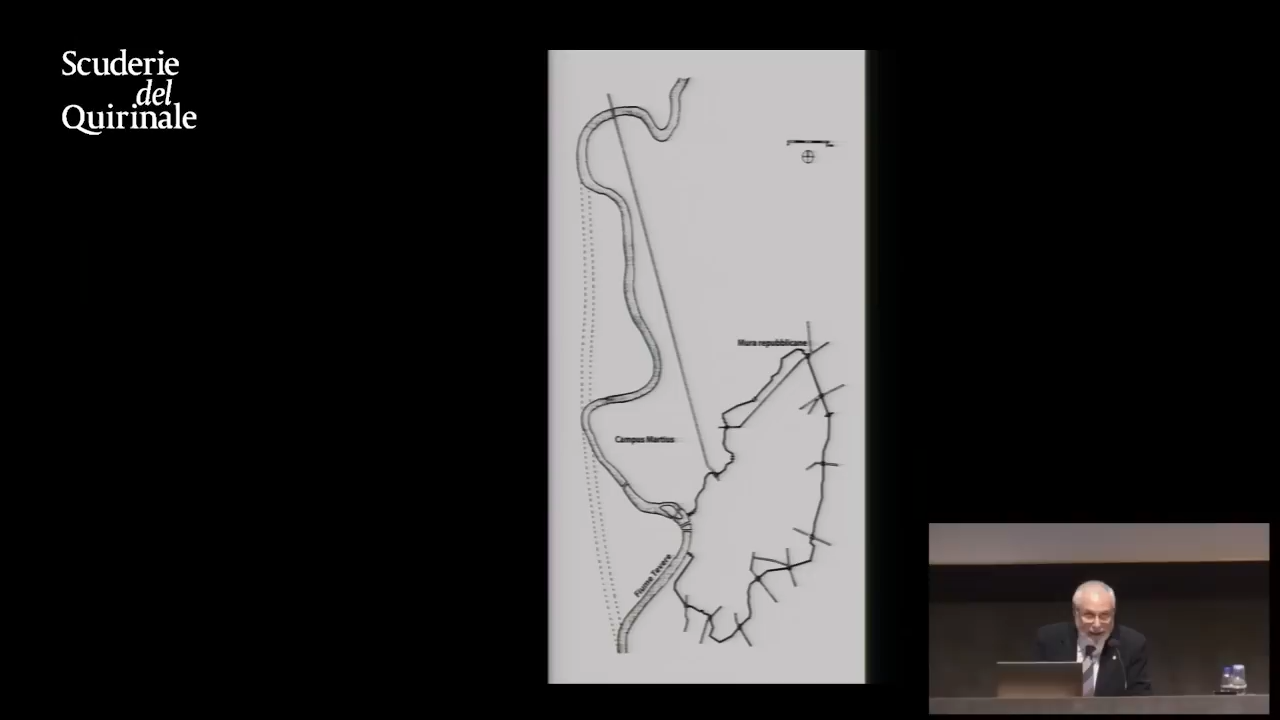 Scuderie
del
Quirinale
Mura repubblicane
Campus Martius
Fiume Tevere